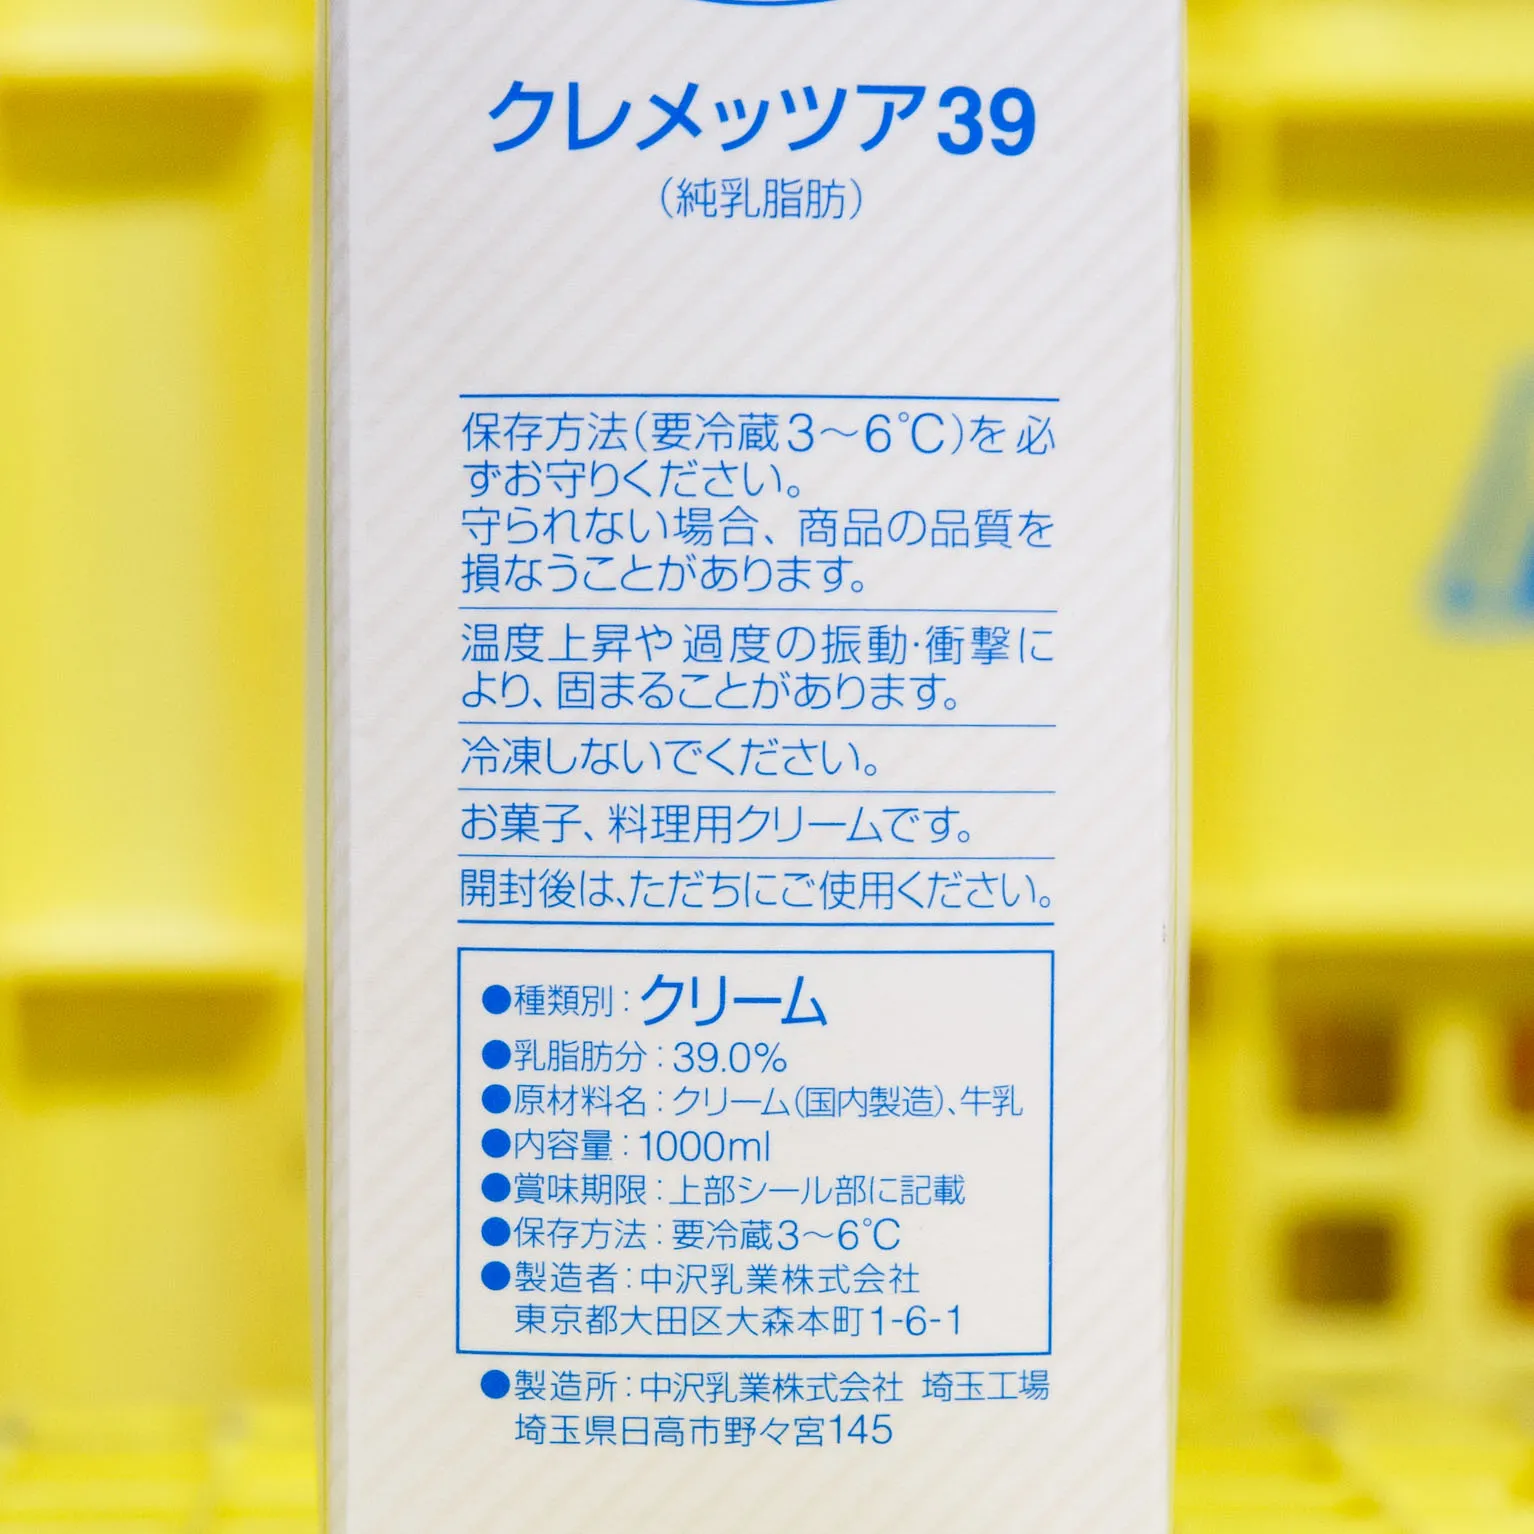 クレメッツア39
（純乳脂肪）
保存方法（要冷蔵3〜6℃）を必
ずお守りください。
守られない場合、商品の品質を
損なうことがあります。
温度上昇や過度の振動・衝撃に
より、固まることがあります。
冷凍しないでください。
お菓子、料理用クリームです。
開封後は、ただちにご使用ください。
●種類別：クリーム
●乳脂肪分：39.0%
●原材料名：クリーム（国内製造）、牛乳
●内容量：1000ml
●賞味期限：上部シール部に記載
●保存方法：要冷蔵3〜6℃
●製造者：中沢乳業株式会社
東京都大田区大森本町1-6-1
●製造所：中沢乳業株式会社 埼玉工場
埼玉県日高市野々宮145